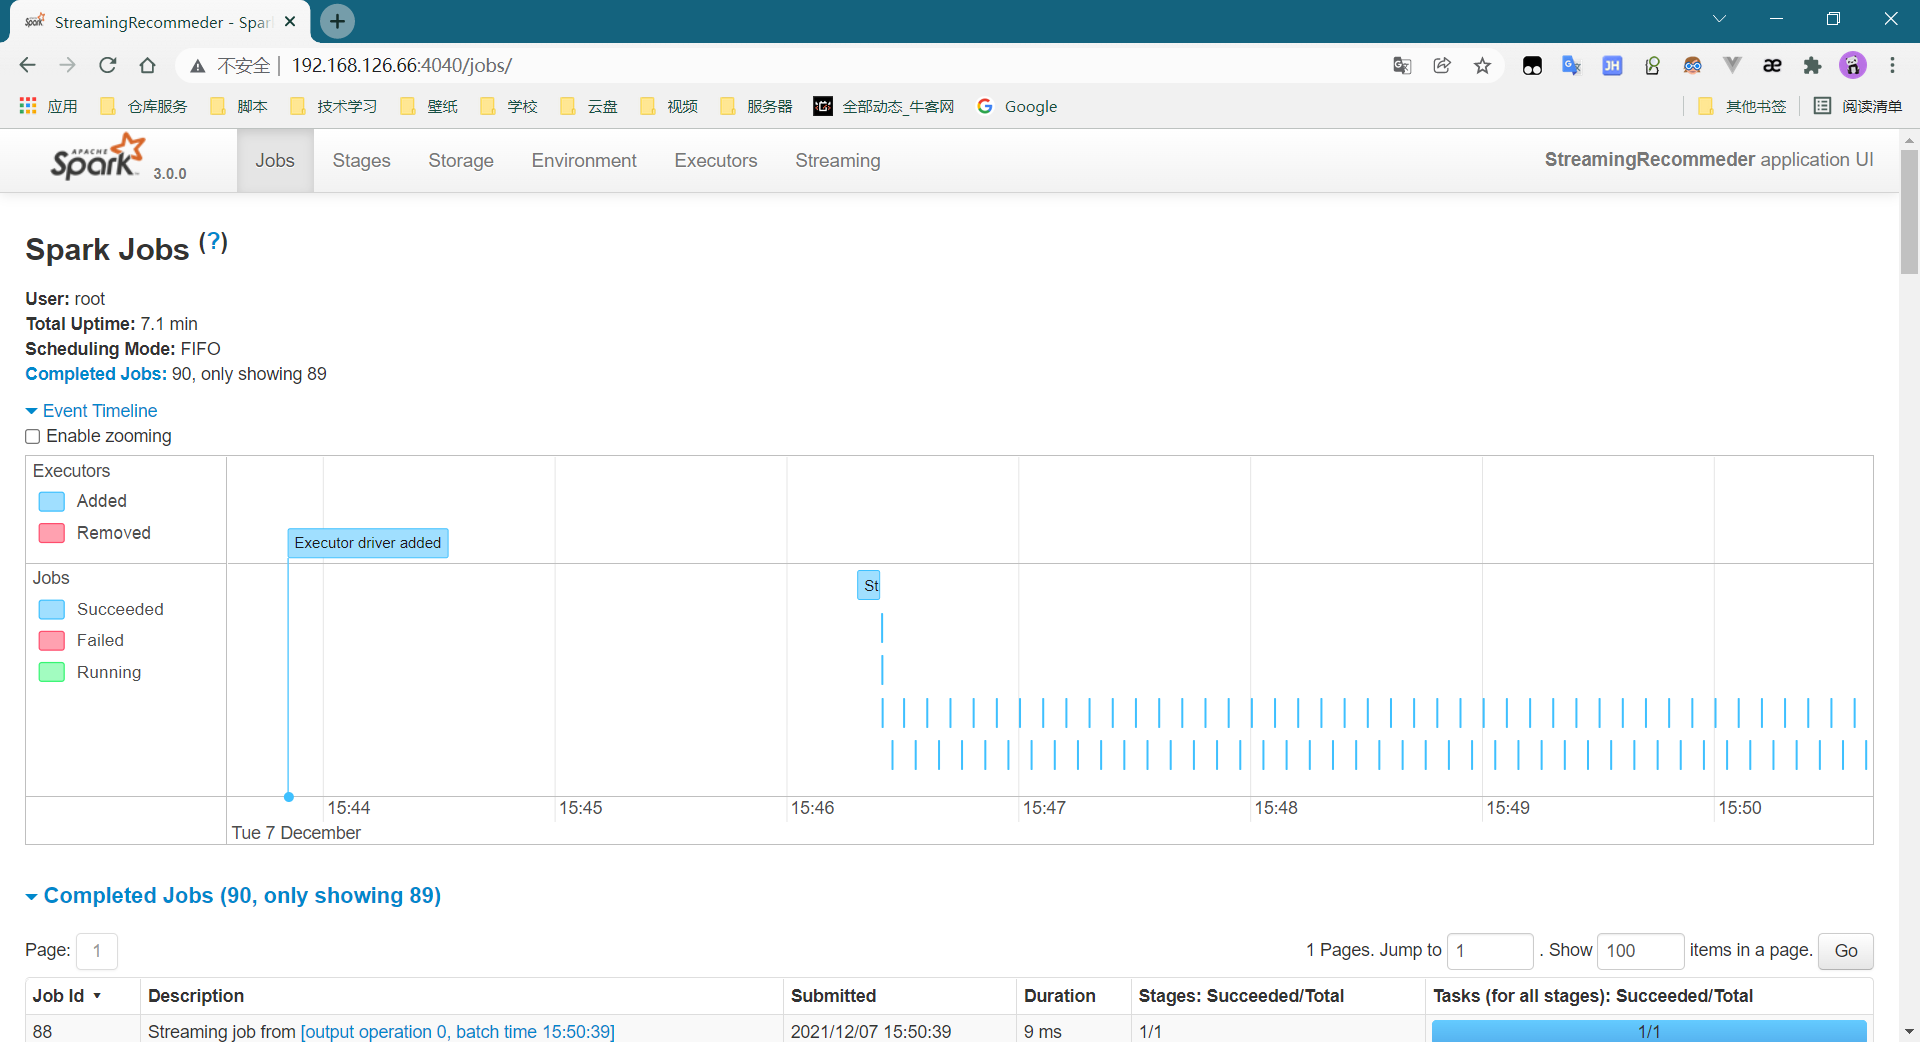 StreamingRecommeder - Spar
不安全 | 192.168.126.66:4040/jobs/
应用 仓库服务 脚本 技术学习 壁纸 学校 云盘 视频 服务器 全部动态_牛客网 Google 其他书签 阅读清单
APACHE Spark 3.0.0 Jobs Stages Storage Environment Executors Streaming StreamingRecommeder application UI
Spark Jobs (?)
User: root
Total Uptime: 7.1 min
Scheduling Mode: FIFO
Completed Jobs: 90, only showing 89
Event Timeline
Enable zooming
Executors
Added
Removed
Executor driver added
Jobs
St
Succeeded
Failed
Running
15:44 15:45 15:46 15:47 15:48 15:49 15:50
Tue 7 December
Completed Jobs (90, only showing 89)
Page: 1 1 Pages. Jump to 1 . Show 100 items in a page. Go
Job Id Description Submitted Duration Stages: Succeeded/Total Tasks (for all stages): Succeeded/Total
88 Streaming job from [output operation 0, batch time 15:50:39] 2021/12/07 15:50:39 9 ms 1/1 1/1